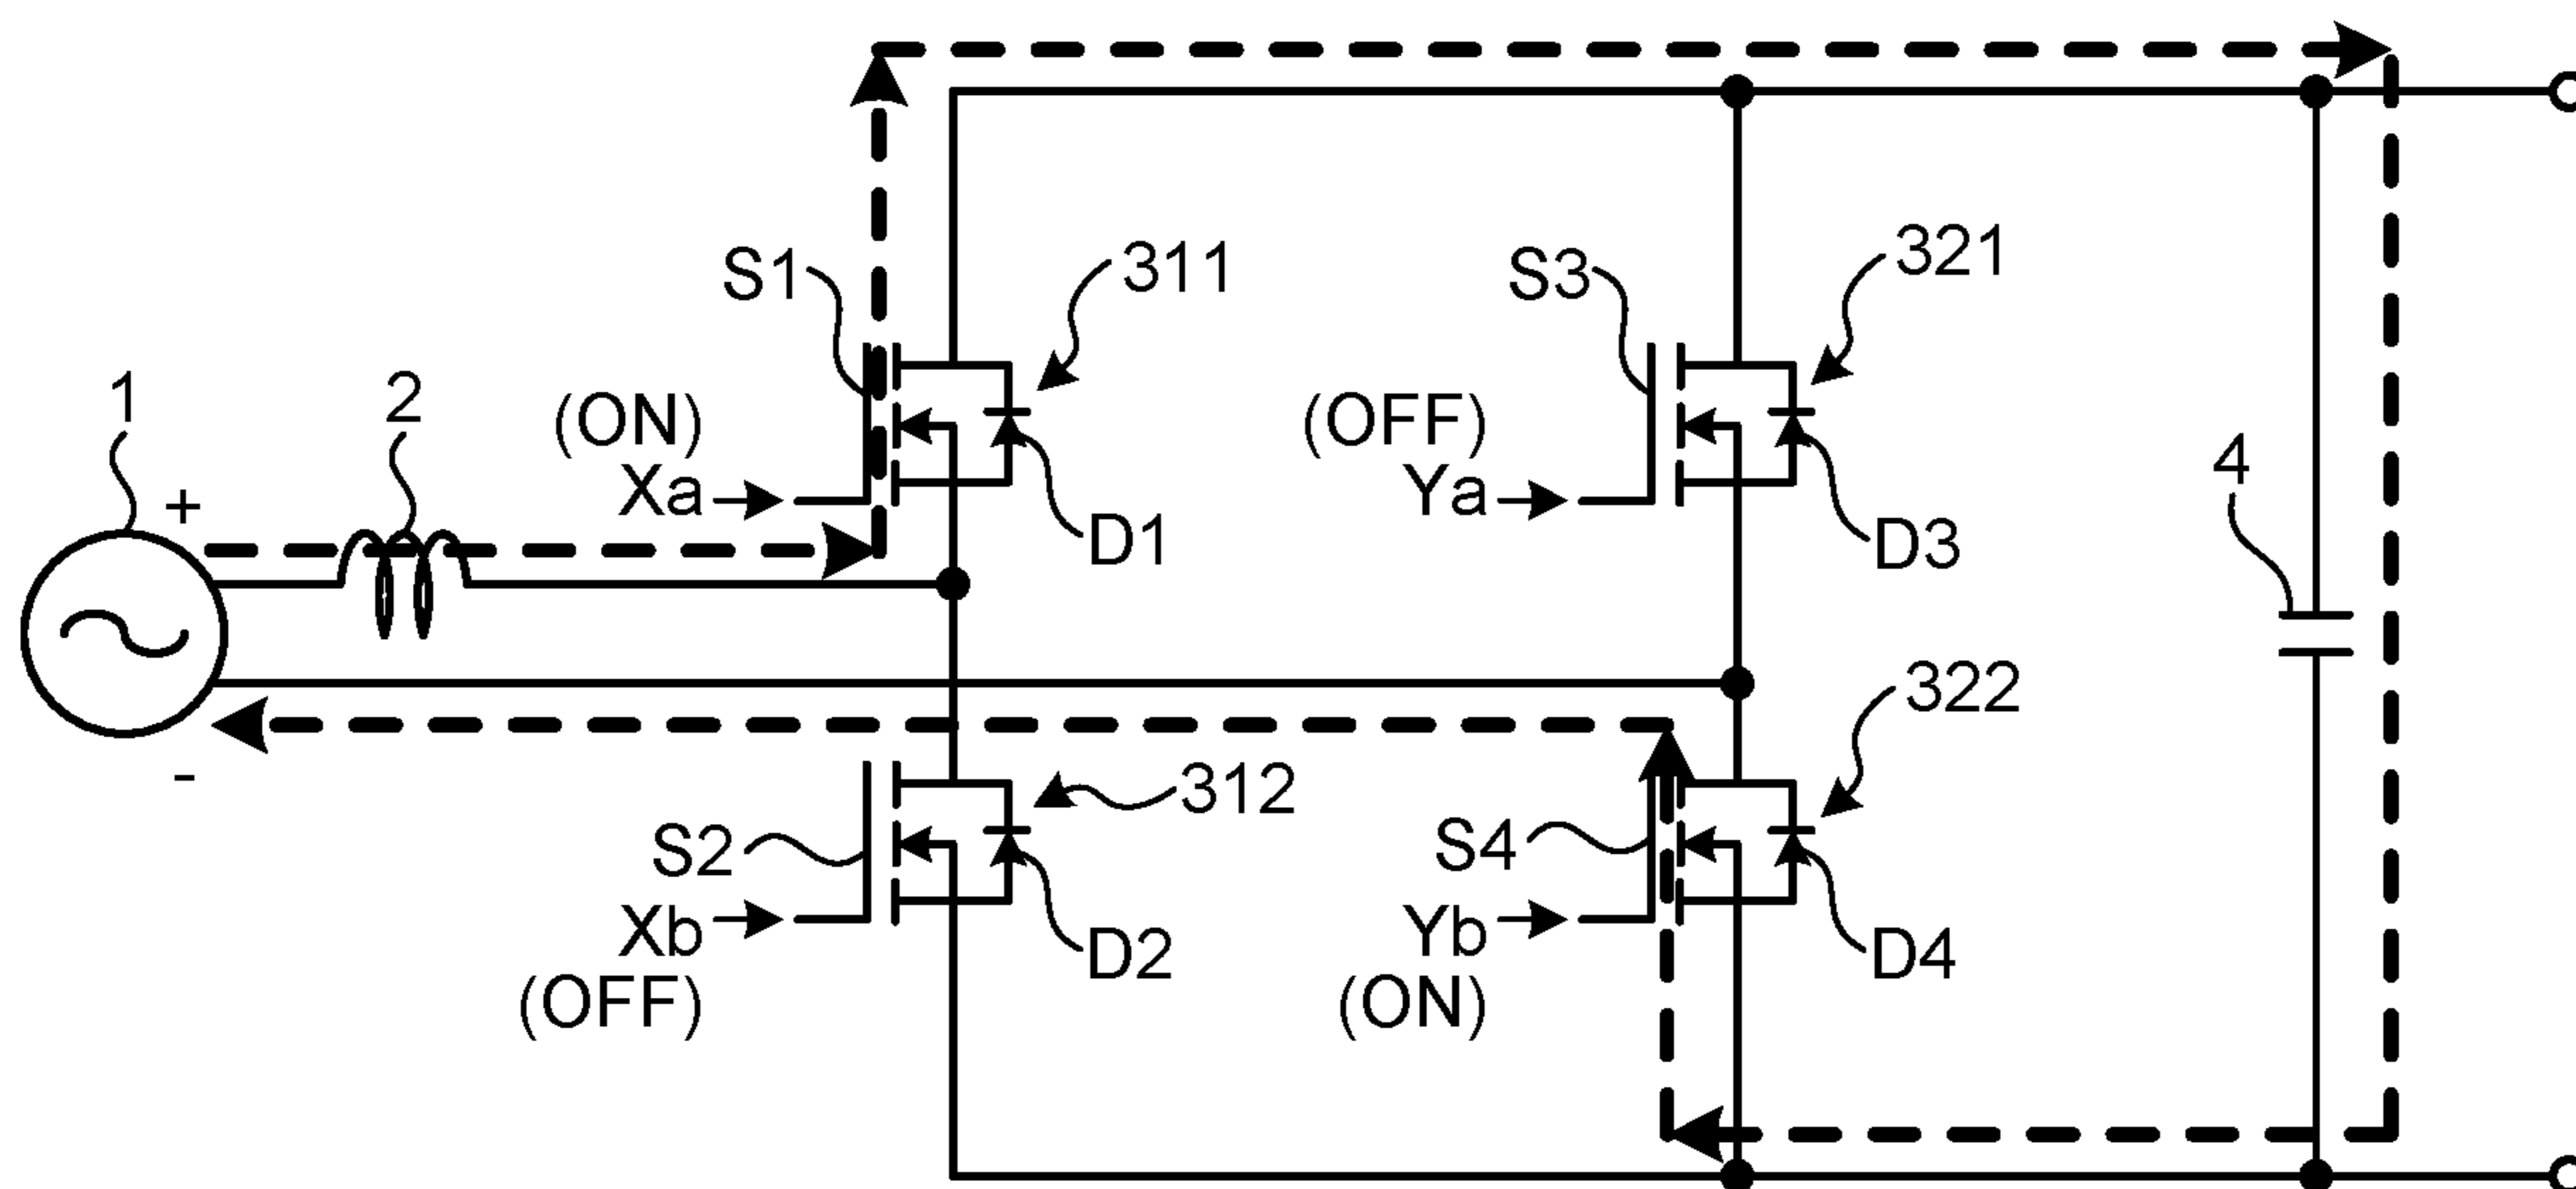 S1
311
S3
321
1
2
(ON)
Xa
D1
(OFF)
Ya
D3
4
+
-
S2
312
Xb
(OFF)
D2
S4
322
Yb
(ON)
D4